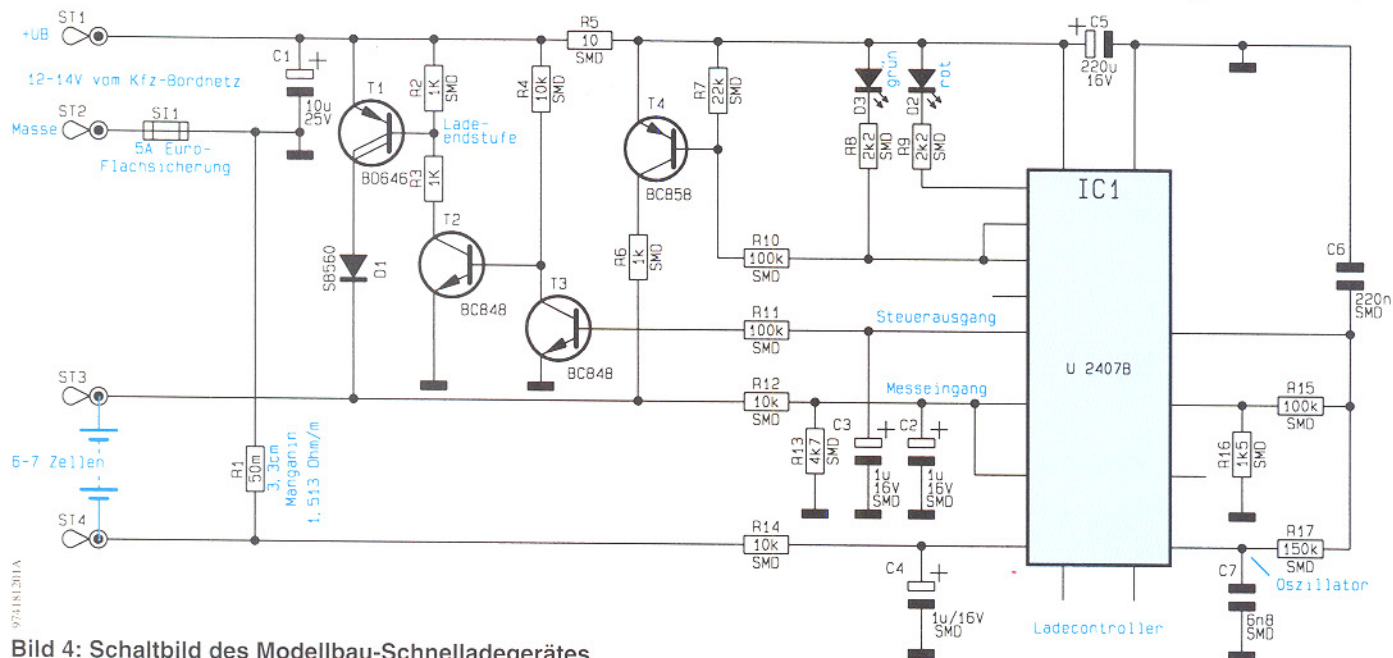 ST1
+UB
12-14V vom Kfz-Bordnetz
ST2
Masse
SI1
5A Euro-
Flachsicherung
C1
+
10u
25V
T1
BD646
R2
1K
SMD
Lade-
endstufe
R3
1K
SMD
T2
BC848
R4
10k
SMD
T3
BC848
R5
10
SMD
T4
BC858
R6
1k
SMD
R7
22k
SMD
D3
grün
R8
2k2
SMD
D2
rot
R9
2k2
SMD
+
C5
220u
16V
IC1
U 2407B
C6
220n
SMD
SB560
D1
R10
100k
SMD
R11
100k
SMD
Steuerausgang
R12
10k
SMD
Messeingang
R13
4k7
SMD
C3
+
1u
16V
SMD
C2
+
1u
16V
SMD
R15
100k
SMD
R16
1k5
SMD
ST3
6-7 Zellen
ST4
R1
50m
3,3cm
Manganin
1,513 Ohm/m
R14
10k
SMD
C4
+
1u/16V
SMD
R17
150k
SMD
C7
6n8
SMD
Oszillator
Ladecontroller
974181201A
Bild 4: Schaltbild des Modellbau-Schnelladegerätes